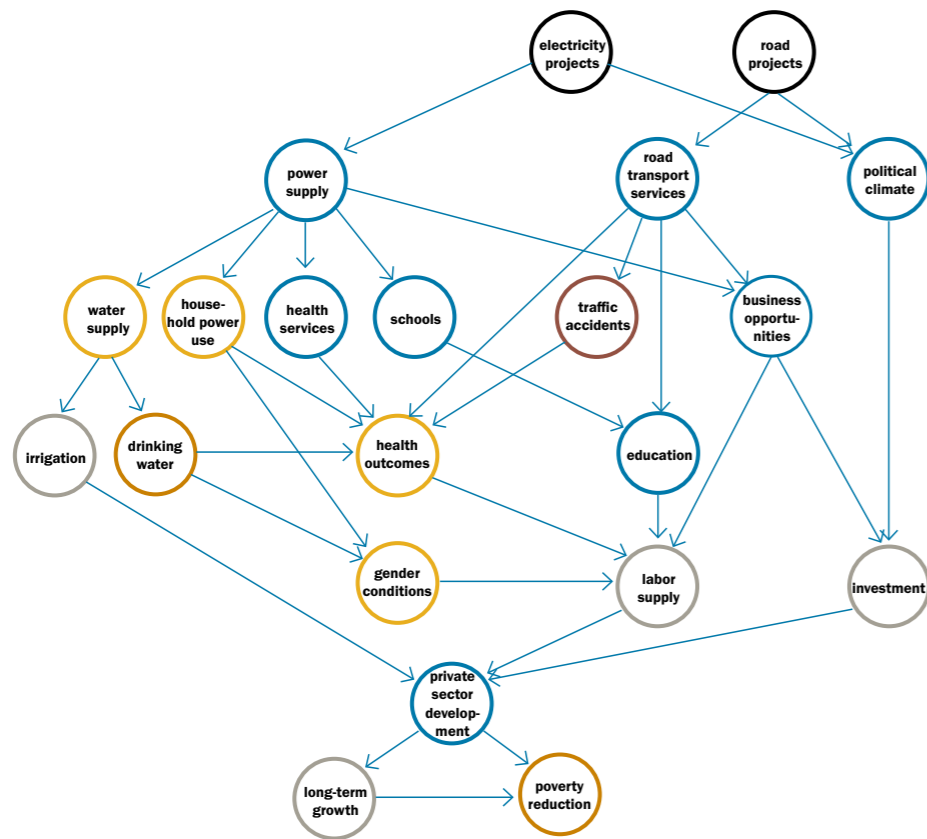 electricity
projects
road
projects
power
supply
road
transport
services
political
climate
water
supply
house-
hold power
use
health
services
schools
traffic
accidents
business
opportu-
nities
irrigation
drinking
water
health
outcomes
education
gender
conditions
labor
supply
investment
private
sector
develop-
ment
long-term
growth
poverty
reduction